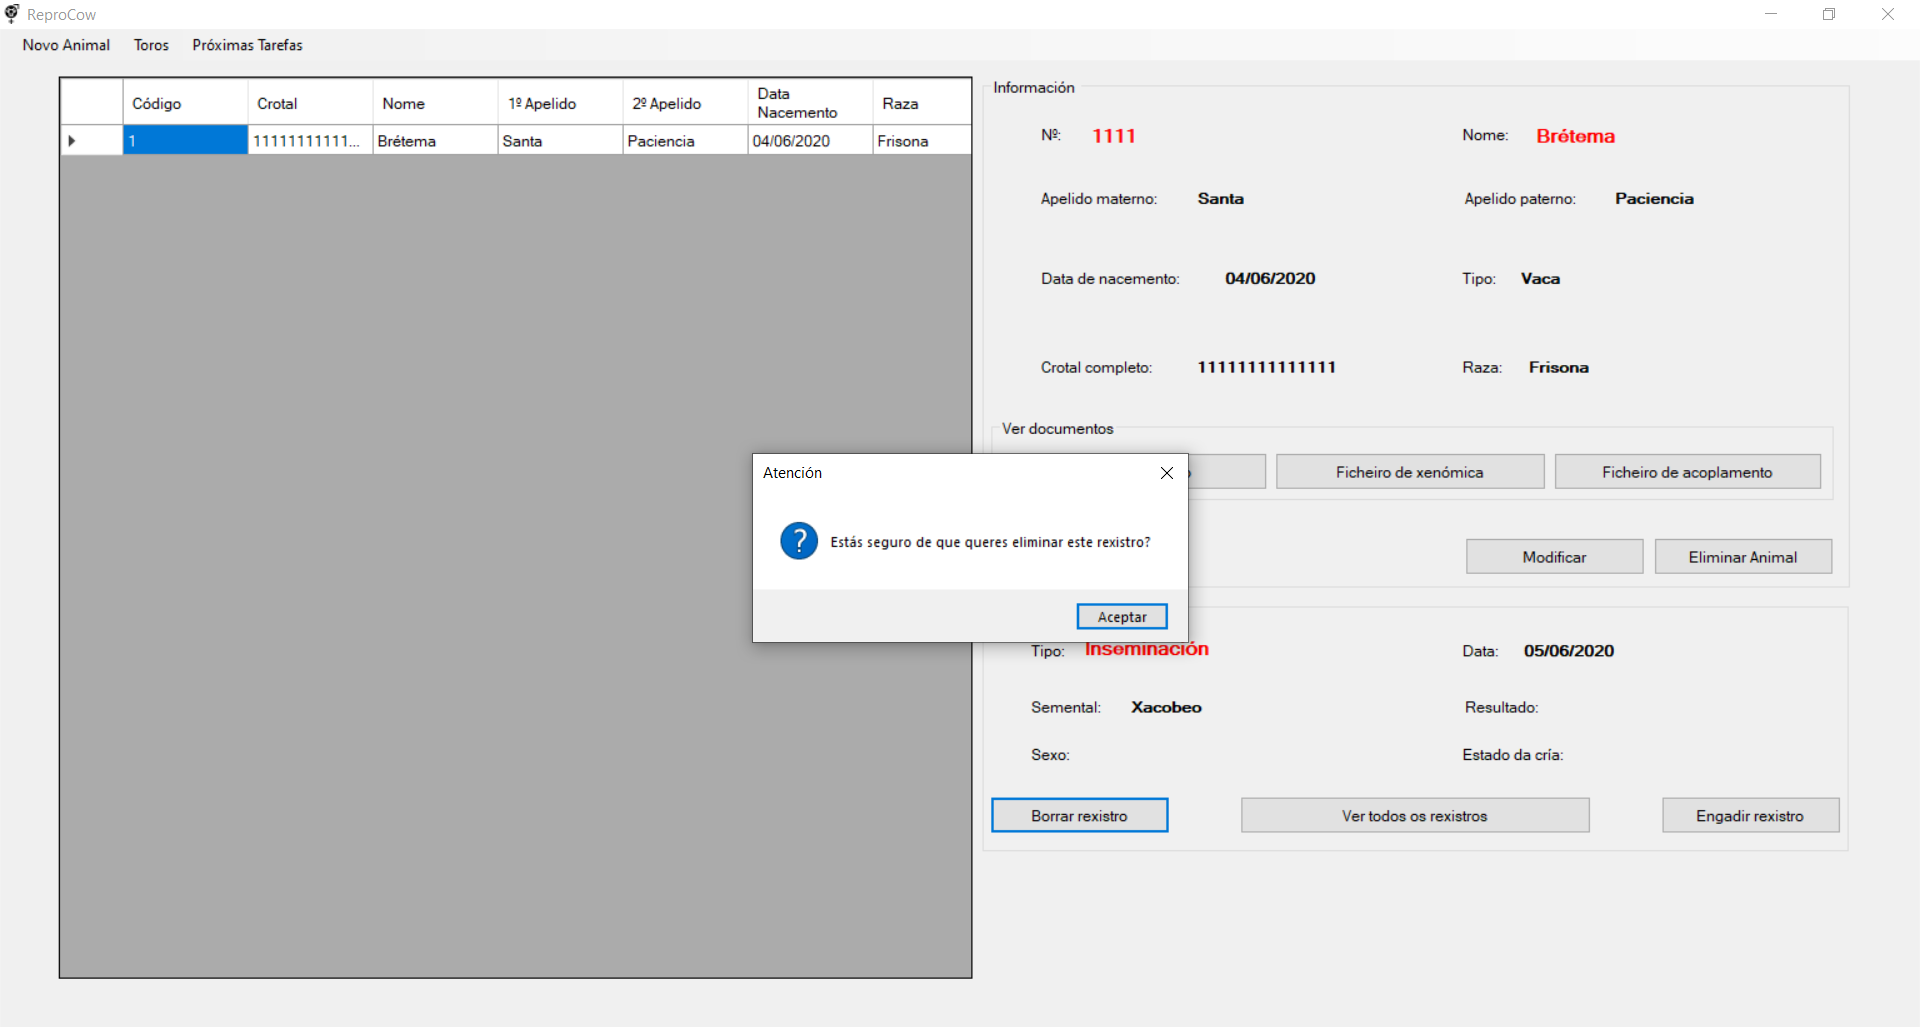 ReproCow
Novo Animal Toros Próximas Tarefas
Código Crotal Nome 1º Apelido 2º Apelido Data Nacemento Raza
1 11111111111... Brétema Santa Paciencia 04/06/2020 Frisona
Información
Nº: 1111 Nome: Brétema
Apelido materno: Santa Apelido paterno: Paciencia
Data de nacemento: 04/06/2020 Tipo: Vaca
Crotal completo: 11111111111111 Raza: Frisona
Ver documentos
Ficheiro de xenómica Ficheiro de acoplamento
Modificar Eliminar Animal
Atención
? Estás seguro de que queres eliminar este rexistro?
Aceptar
Tipo: Inseminación Data: 05/06/2020
Semental: Xacobeo Resultado:
Sexo: Estado da cría:
Borrar rexistro Ver todos os rexistros Engadir rexistro